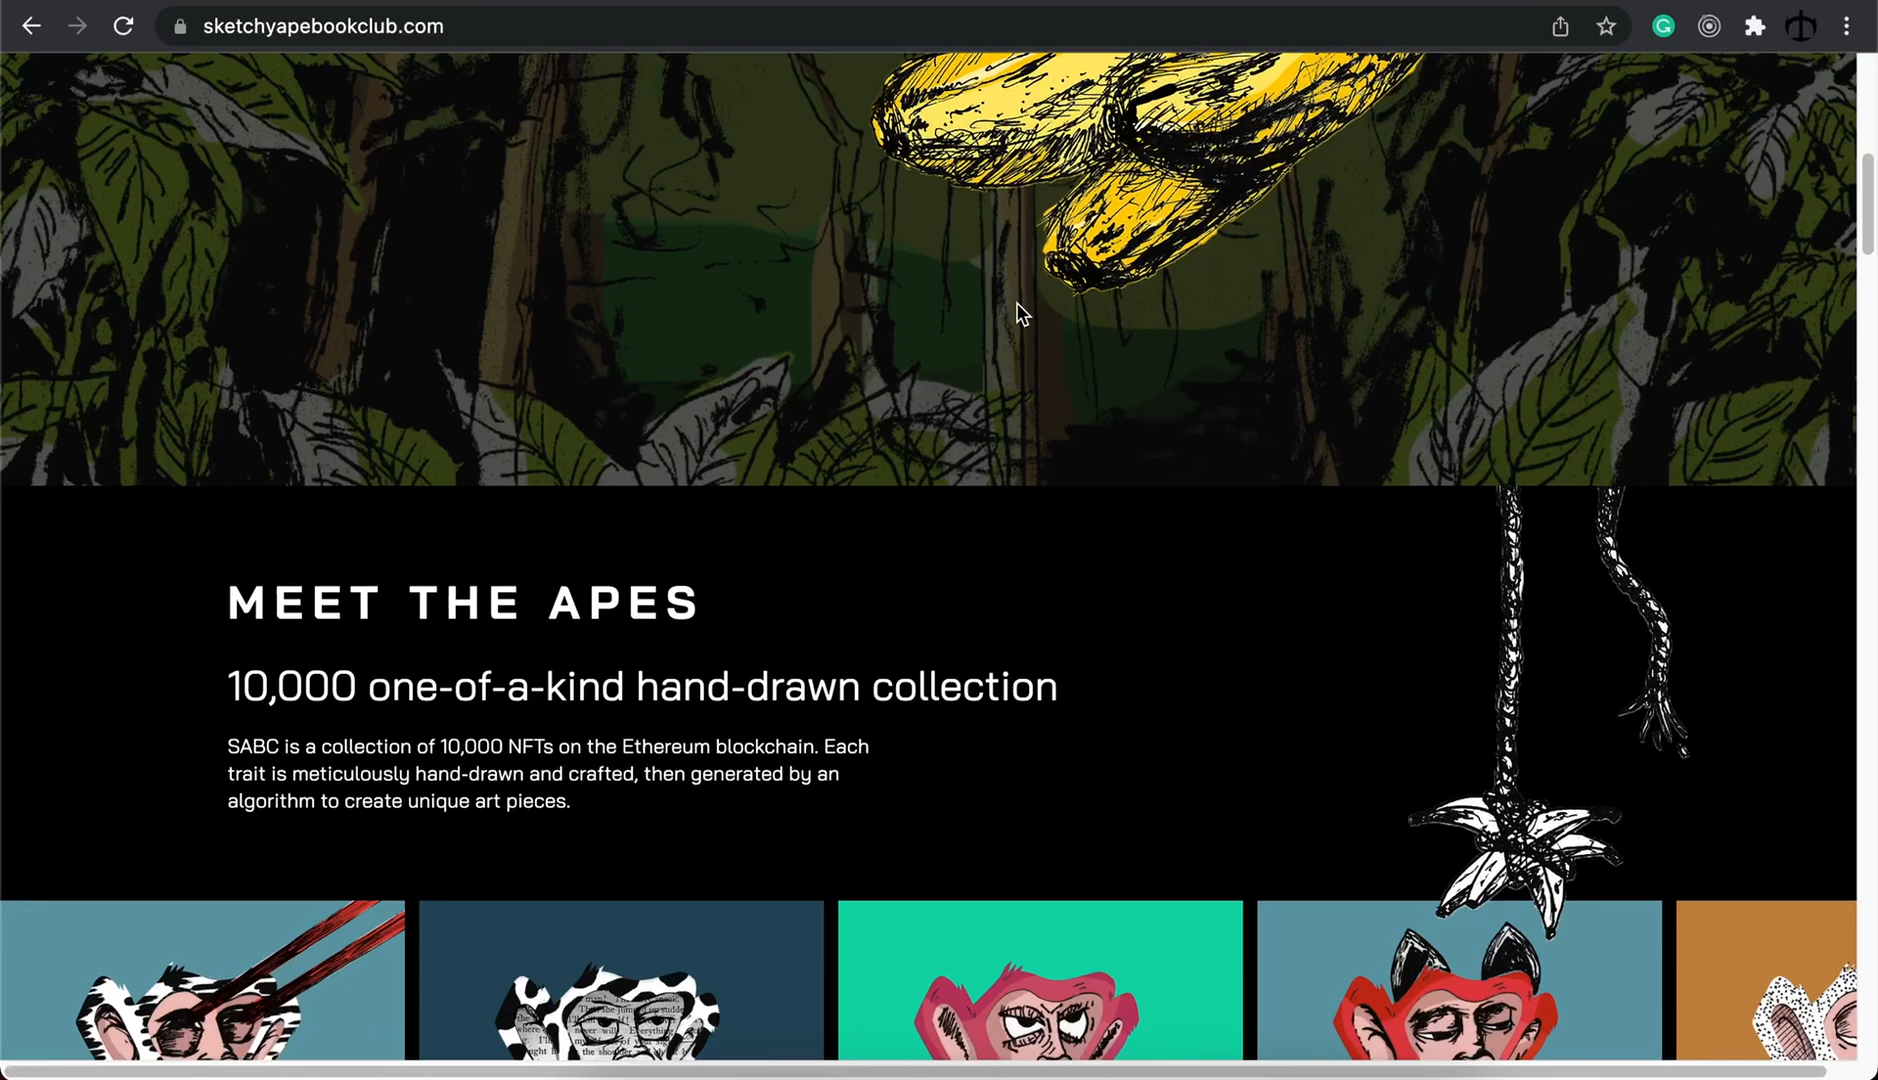 sketchyapebookclub.com
MEET THE APES
10,000 one-of-a-kind hand-drawn collection
SABC is a collection of 10,000 NFTs on the Ethereum blockchain. Each
trait is meticulously hand-drawn and crafted, then generated by an
algorithm to create unique art pieces.